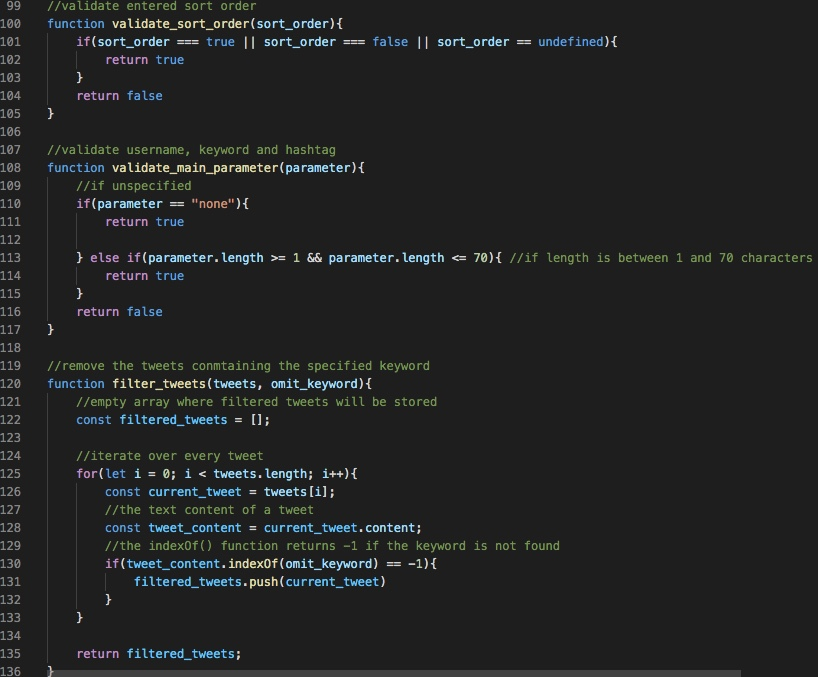 99 //validate entered sort order
100 function validate_sort_order(sort_order){
101 if(sort_order === true || sort_order === false || sort_order == undefined){
102 return true
103 }
104 return false
105 }
106
107 //validate username, keyword and hashtag
108 function validate_main_parameter(parameter){
109 //if unspecified
110 if(parameter == "none"){
111 return true
112
113 } else if(parameter.length >= 1 && parameter.length <= 70){ //if length is between 1 and 70 characters
114 return true
115 }
116 return false
117 }
118
119 //remove the tweets conmtaining the specified keyword
120 function filter_tweets(tweets, omit_keyword){
121 //empty array where filtered tweets will be stored
122 const filtered_tweets = [];
123
124 //iterate over every tweet
125 for(let i = 0; i < tweets.length; i++){
126 const current_tweet = tweets[i];
127 //the text content of a tweet
128 const tweet_content = current_tweet.content;
129 //the indexOf() function returns -1 if the keyword is not found
130 if(tweet_content.indexOf(omit_keyword) == -1){
131 filtered_tweets.push(current_tweet)
132 }
133 }
134
135 return filtered_tweets;
136 }